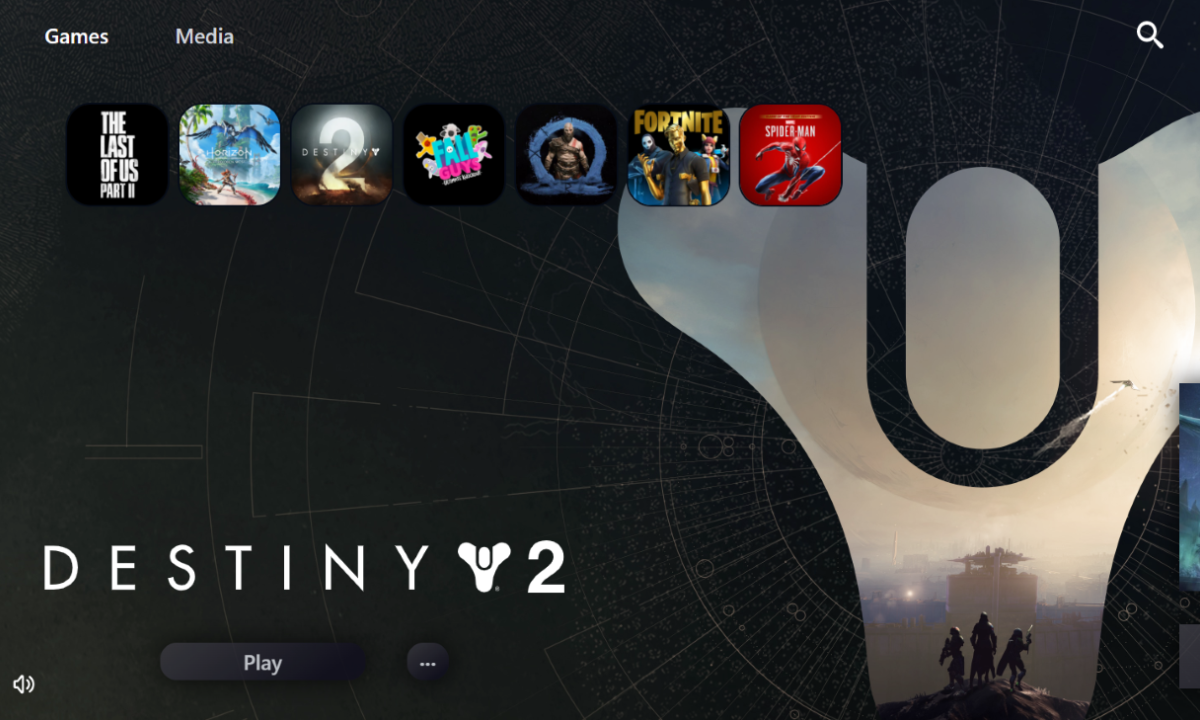 Games
Media
THE
LAST
OF US
PART II
HORIZON
DESTINY
2
FALL
GUYS
FORTNITE
MARVEL
SPIDER-MAN
DESTINY 2
Play
...